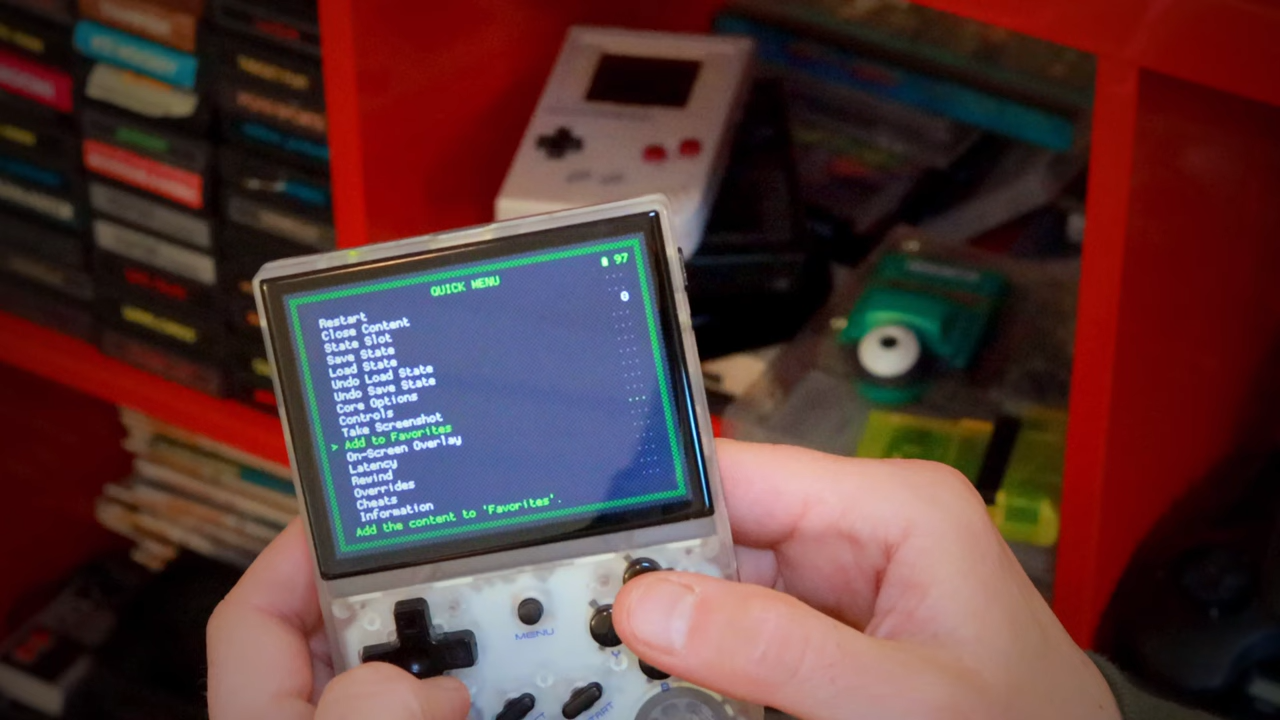 97
QUICK MENU
...
Restart
0
Close Content
...
State Slot
...
Save State
...
Load State
...
Undo Load State
...
Undo Save State
...
Core Options
...
Controls
...
Take Screenshot
...
> Add to Favorites
...
On-Screen Overlay
...
Latency
...
Rewind
...
Overrides
...
Cheats
...
Information
Add the content to 'Favorites'.
MENU
Y
B
START